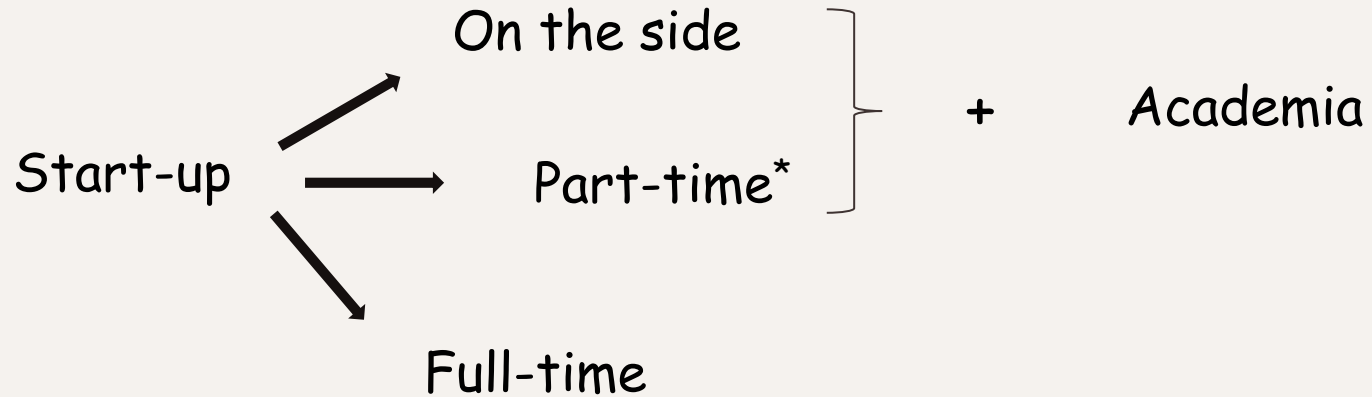 On the side
+ Academia
Start-up
Part-time*
Full-time